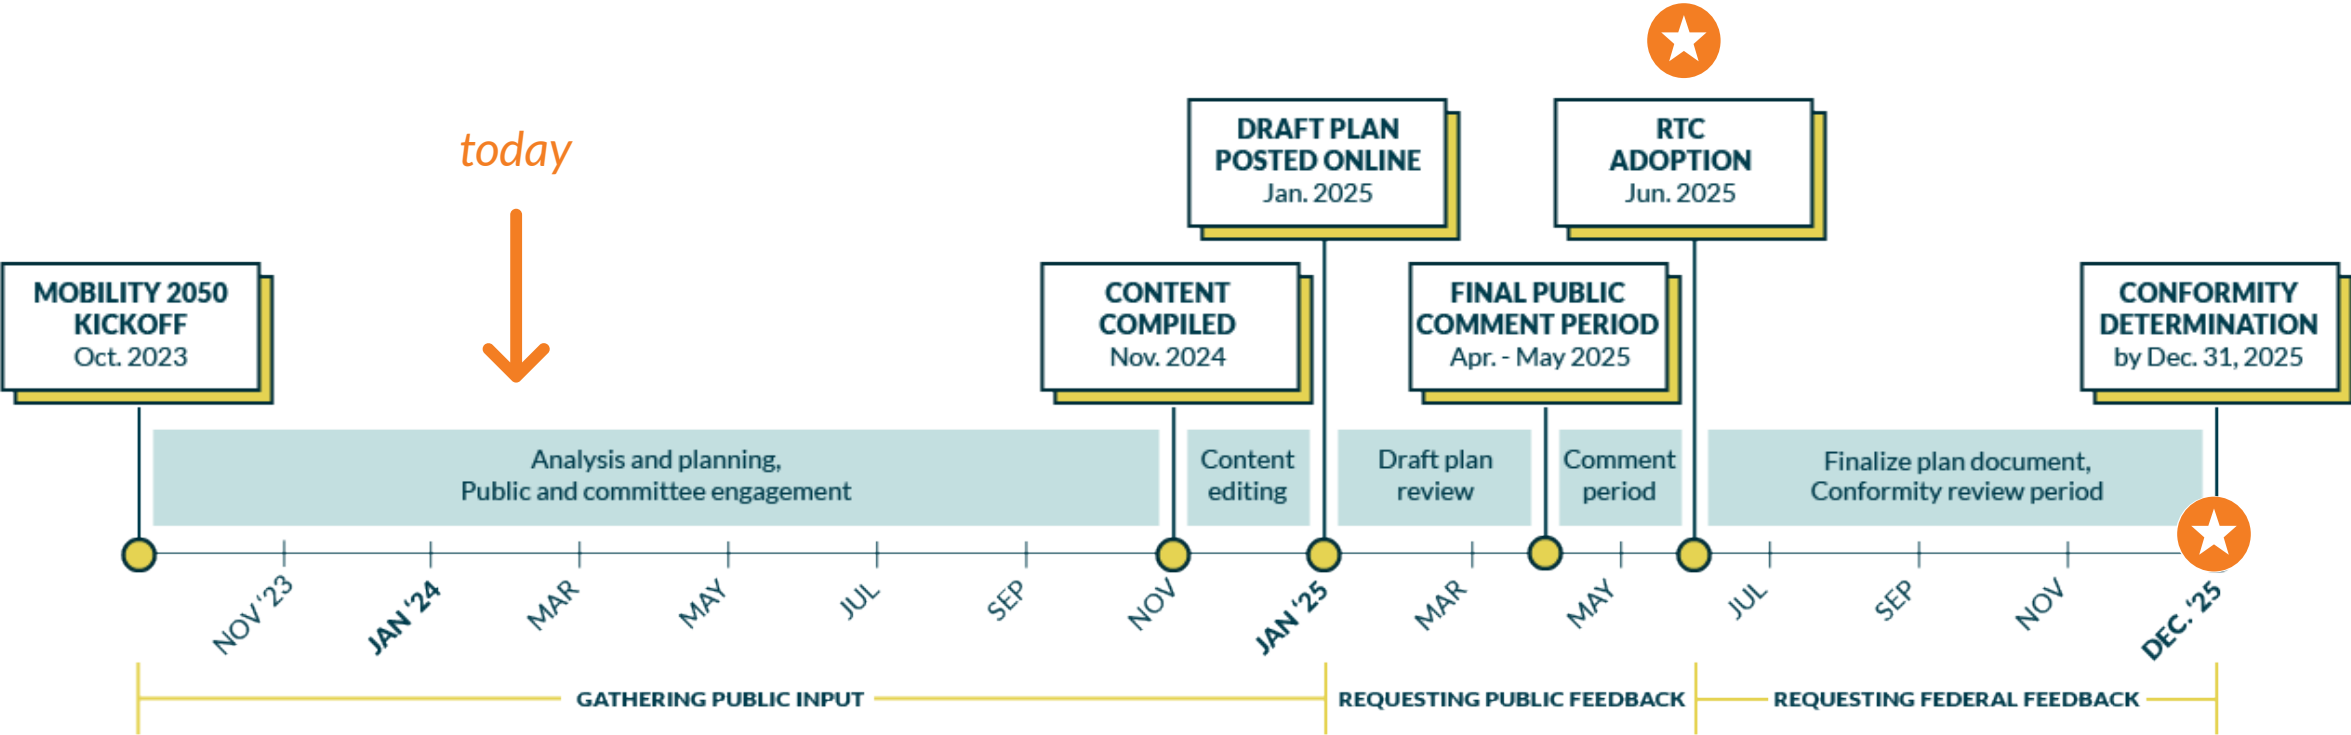 today
DRAFT PLAN
POSTED ONLINE
Jan. 2025
RTC
ADOPTION
Jun. 2025
MOBILITY 2050
KICKOFF
Oct. 2023
CONTENT
COMPILED
Nov. 2024
FINAL PUBLIC
COMMENT PERIOD
Apr. - May 2025
CONFORMITY
DETERMINATION
by Dec. 31, 2025
Analysis and planning,
Public and committee engagement
Content
editing
Draft plan
review
Comment
period
Finalize plan document,
Conformity review period
NOV ‘23
JAN ‘24
MAR
MAY
JUL
SEP
NOV
JAN ‘25
MAR
MAY
JUL
SEP
NOV
DEC. ‘25
GATHERING PUBLIC INPUT
REQUESTING PUBLIC FEEDBACK
REQUESTING FEDERAL FEEDBACK